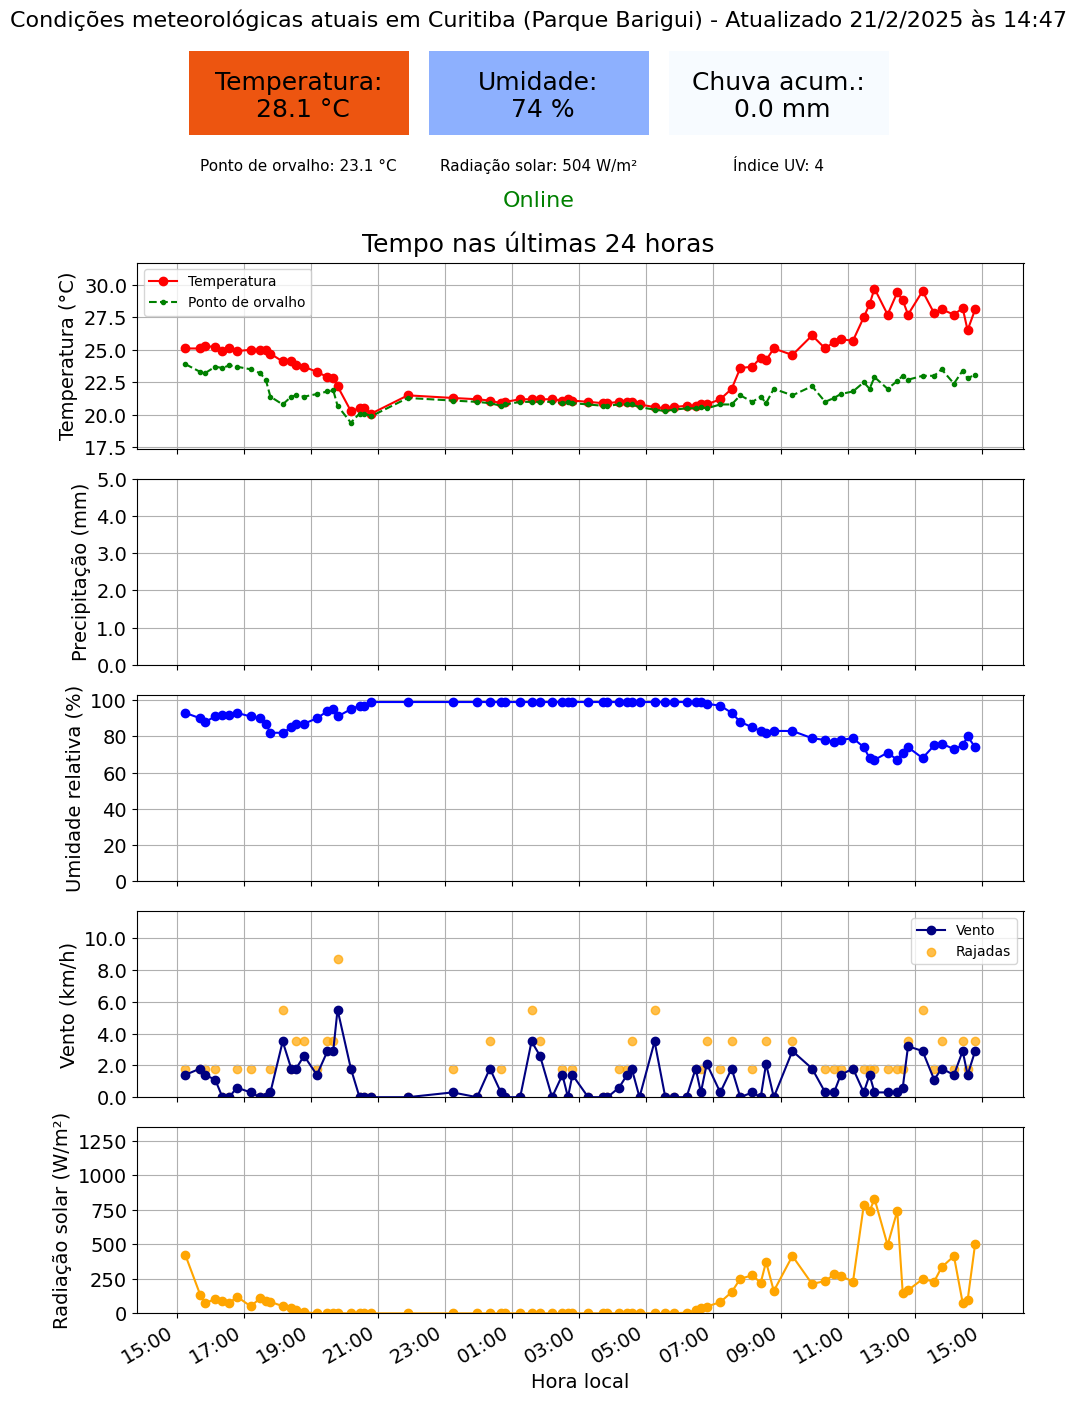 Condições meteorológicas atuais em Curitiba (Parque Barigui) - Atualizado 21/2/2025 às 14:47
Temperatura:
28.1 °C
Umidade:
74 %
Chuva acum.:
0.0 mm
Ponto de orvalho: 23.1 °C
Radiação solar: 504 W/m²
Índice UV: 4
Online
Tempo nas últimas 24 horas
Temperatura (°C)
30.0
27.5
25.0
22.5
20.0
17.5
Temperatura
Ponto de orvalho
Precipitação (mm)
5.0
4.0
3.0
2.0
1.0
0.0
Umidade relativa (%)
100
80
60
40
20
0
Vento (km/h)
10.0
8.0
6.0
4.0
2.0
0.0
Vento
Rajadas
Radiação solar (W/m²)
1250
1000
750
500
250
0
15:00
17:00
19:00
21:00
23:00
01:00
03:00
05:00
07:00
09:00
11:00
13:00
15:00
Hora local